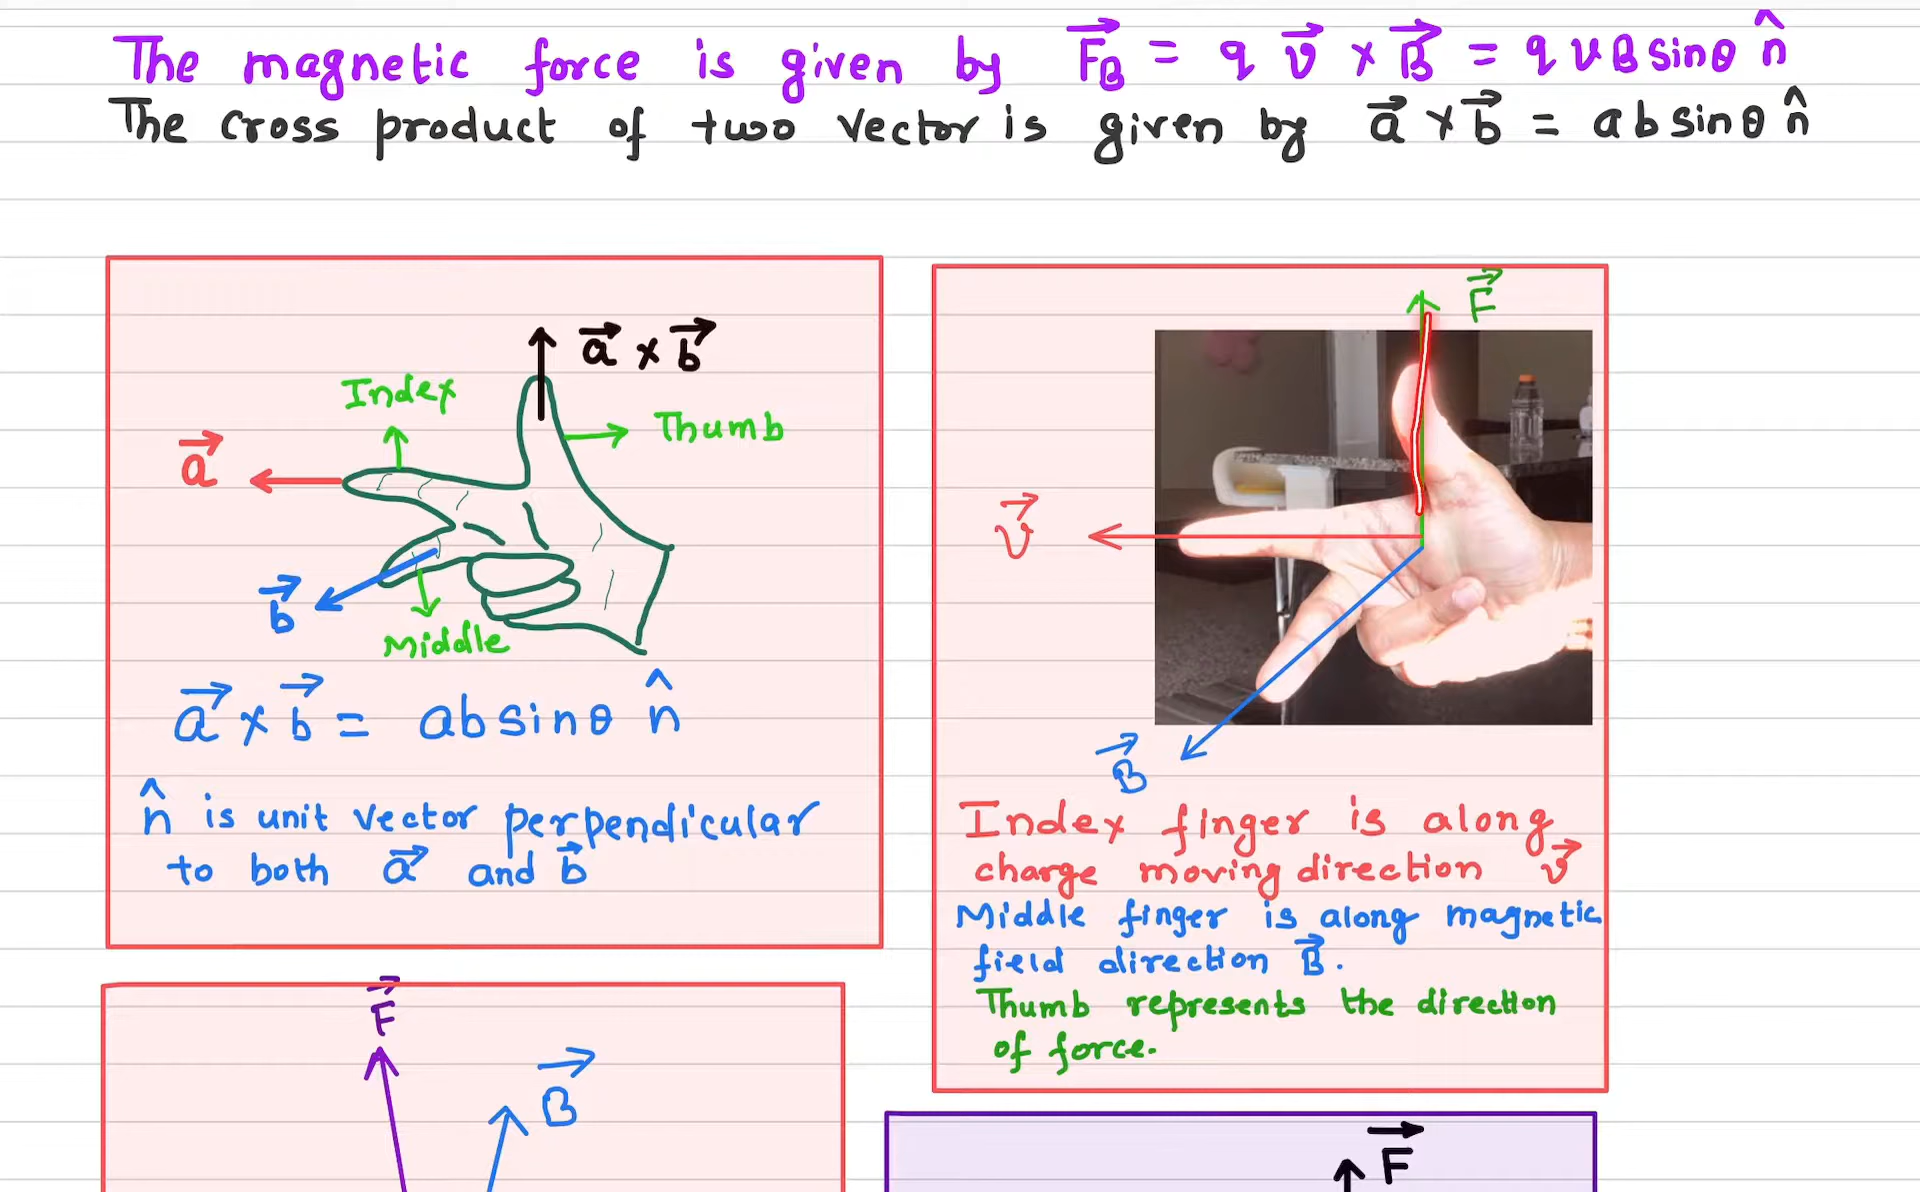 The magnetic force is given by F⃗_B = q v⃗ × B⃗ = q v B sinθ n̂
The cross product of two vector is given by a⃗ × b⃗ = a b sinθ n̂
a⃗ × b⃗
Index
Thumb
a⃗
b⃗
Middle
a⃗ × b⃗ = ab sinθ n̂
n̂ is unit vector perpendicular
to both a⃗ and b⃗
F⃗
v⃗
B⃗
Index finger is along
charge moving direction v⃗
Middle finger is along magnetic
field direction B⃗.
Thumb represents the direction
of force.
F⃗
B⃗
F⃗